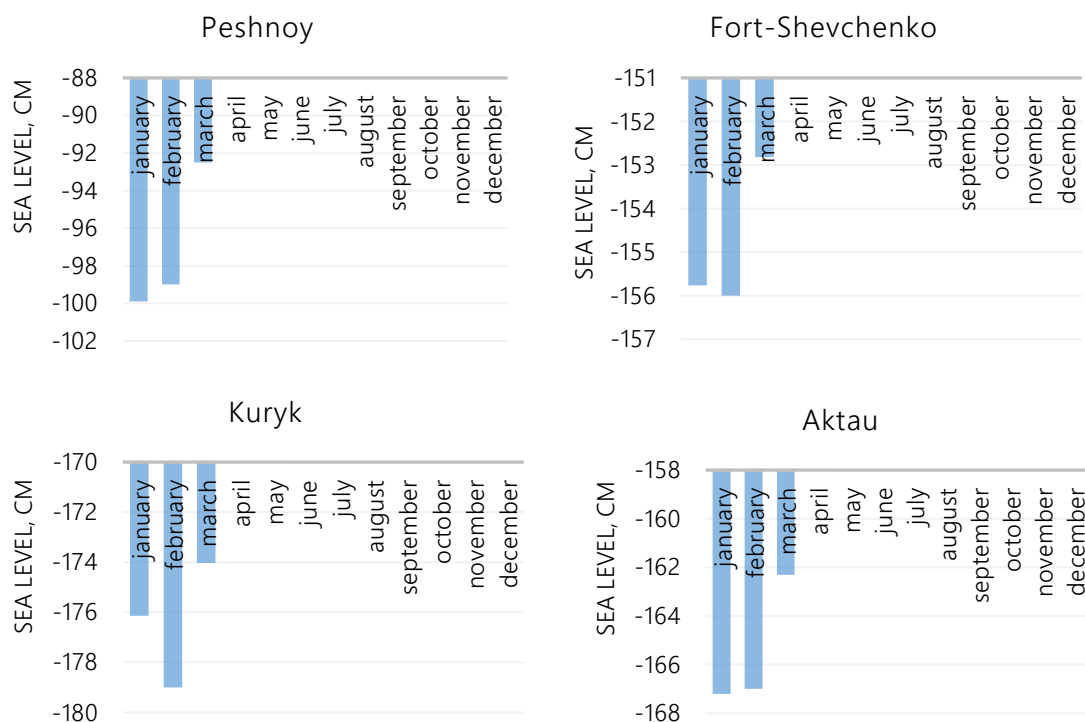 Peshnoy
SEA LEVEL, CM
-88
-90
-92
-94
-96
-98
-100
-102
january
february
march
april
may
june
july
august
september
october
november
december
Fort-Shevchenko
SEA LEVEL, CM
-151
-152
-153
-154
-155
-156
-157
january
february
march
april
may
june
july
august
september
october
november
december
Kuryk
SEA LEVEL, CM
-170
-172
-174
-176
-178
-180
january
february
march
april
may
june
july
august
september
october
november
december
Aktau
SEA LEVEL, CM
-158
-160
-162
-164
-166
-168
january
february
march
april
may
june
july
august
september
october
november
december